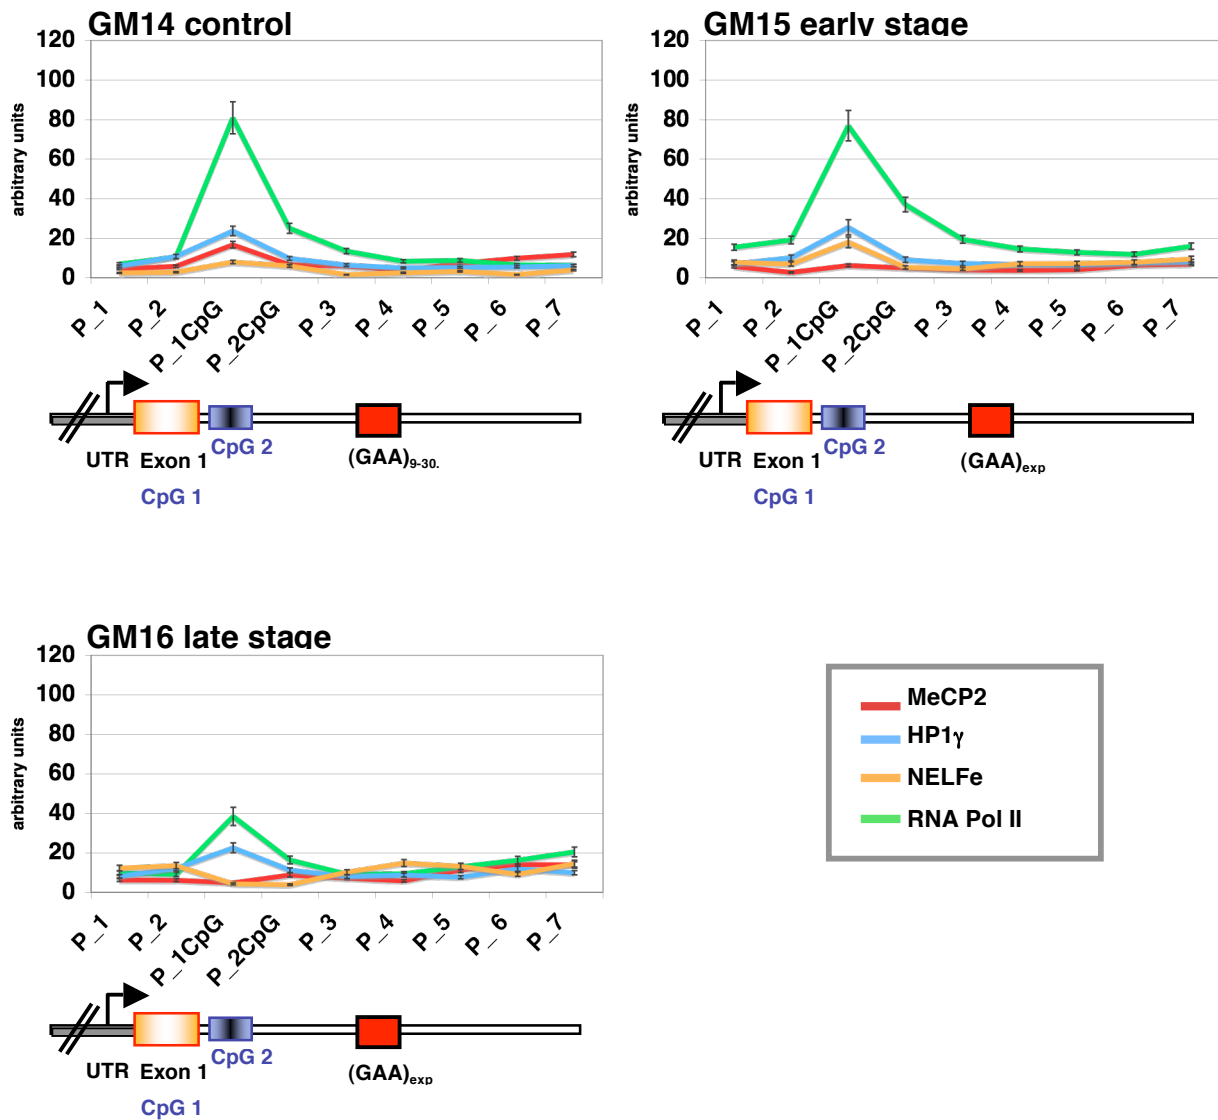 GM14 control
120
100
80
60
40
20
0
arbitrary units
P_1
P_2
P_1CpG
P_2CpG
P_3
P_4
P_5
P_6
P_7
UTR Exon 1 CpG 2 (GAA)9-30.
CpG 1
GM15 early stage
120
100
80
60
40
20
0
arbitrary units
P_1
P_2
P_1CpG
P_2CpG
P_3
P_4
P_5
P_6
P_7
UTR Exon 1 CpG 2 (GAA)exp
CpG 1
GM16 late stage
120
100
80
60
40
20
0
arbitrary units
P_1
P_2
P_1CpG
P_2CpG
P_3
P_4
P_5
P_6
P_7
UTR Exon 1 CpG 2 (GAA)exp
CpG 1
MeCP2
HP1γ
NELFe
RNA Pol II